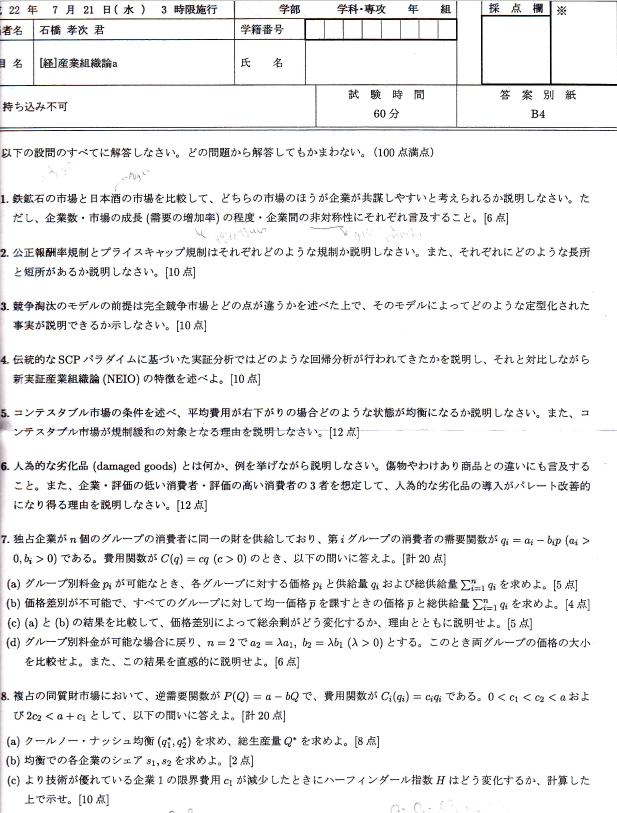 22 年 7 月 21 日 ( 水 ) 3 時限施行 学部 学科・専攻 年 組 採 点 欄 ※
者名 石橋 孝次 君 学籍番号
目 名 [経]産業組織論a 氏 名
持ち込み不可 試 験 時 間 答 案 別 紙
60 分 B4
以下の設問のすべてに解答しなさい。どの問題から解答してもかまわない。(100 点満点)
1. 鉄鉱石の市場と日本酒の市場を比較して、どちらの市場のほうが企業が共謀しやすいと考えられるか説明しなさい。た
だし、企業数・市場の成長 (需要の増加率) の程度・企業間の非対称性にそれぞれ言及すること。[6 点]
2. 公正報酬率規制とプライスキャップ規制はそれぞれどのような規制か説明しなさい。また、それぞれにどのような長所
と短所があるか説明しなさい。[10 点]
3. 競争淘汰のモデルの前提は完全競争市場とどの点が違うかを述べた上で、そのモデルによってどのような定型化された
事実が説明できるか示しなさい。[10 点]
4. 伝統的な SCP パラダイムに基づいた実証分析ではどのような回帰分析が行われてきたかを説明し、それと対比しながら
新実証産業組織論 (NEIO) の特徴を述べよ。[10 点]
5. コンテスタブル市場の条件を述べ、平均費用が右下がりの場合どのような状態が均衡になるか説明しなさい。また、コ
ンテスタブル市場が規制緩和の対象となる理由を説明しなさい。[12 点]
6. 人為的な劣化品 (damaged goods) とは何か、例を挙げながら説明しなさい。傷物やわけあり商品との違いにも言及する
こと。また、企業・評価の低い消費者・評価の高い消費者の 3 者を想定して、人為的な劣化品の導入がパレート改善的
になり得る理由を説明しなさい。[12 点]
7. 独占企業が n 個のグループの消費者に同一の財を供給しており、第 i グループの消費者の需要関数が qᵢ = aᵢ − bᵢp (aᵢ >
0, bᵢ > 0) である。費用関数が C(q) = cq (c > 0) のとき、以下の問いに答えよ。[計 20 点]
(a) グループ別料金 pᵢ が可能なとき、各グループに対する価格 pᵢ と供給量 qᵢ および総供給量 ∑ⁿᵢ₌₁ qᵢ を求めよ。[5 点]
(b) 価格差別が不可能で、すべてのグループに対して均一価格 p̄ を課すときの価格 p̄ と総供給量 ∑ⁿᵢ₌₁ qᵢ を求めよ。[4 点]
(c) (a) と (b) の結果を比較して、価格差別によって総余剰がどう変化するか、理由とともに説明せよ。[5 点]
(d) グループ別料金が可能な場合に戻り、n = 2 で a₂ = λa₁, b₂ = λb₁ (λ > 0) とする。このとき両グループの価格の大小
を比較せよ。また、この結果を直感的に説明せよ。[6 点]
8. 複占の同質財市場において、逆需要関数が P(Q) = a − bQ で、費用関数が Cᵢ(qᵢ) = cᵢqᵢ である。0 < c₁ < c₂ < a およ
び 2c₂ < a + c₁ として、以下の問いに答えよ。[計 20 点]
(a) クールノー・ナッシュ均衡 (q₁*, q₂*) を求め、総生産量 Q* を求めよ。[8 点]
(b) 均衡での各企業のシェア s₁, s₂ を求めよ。[2 点]
(c) より技術が優れている企業 1 の限界費用 c₁ が減少したときにハーフィンダール指数 H はどう変化するか、計算した
上で示せ。[10 点]